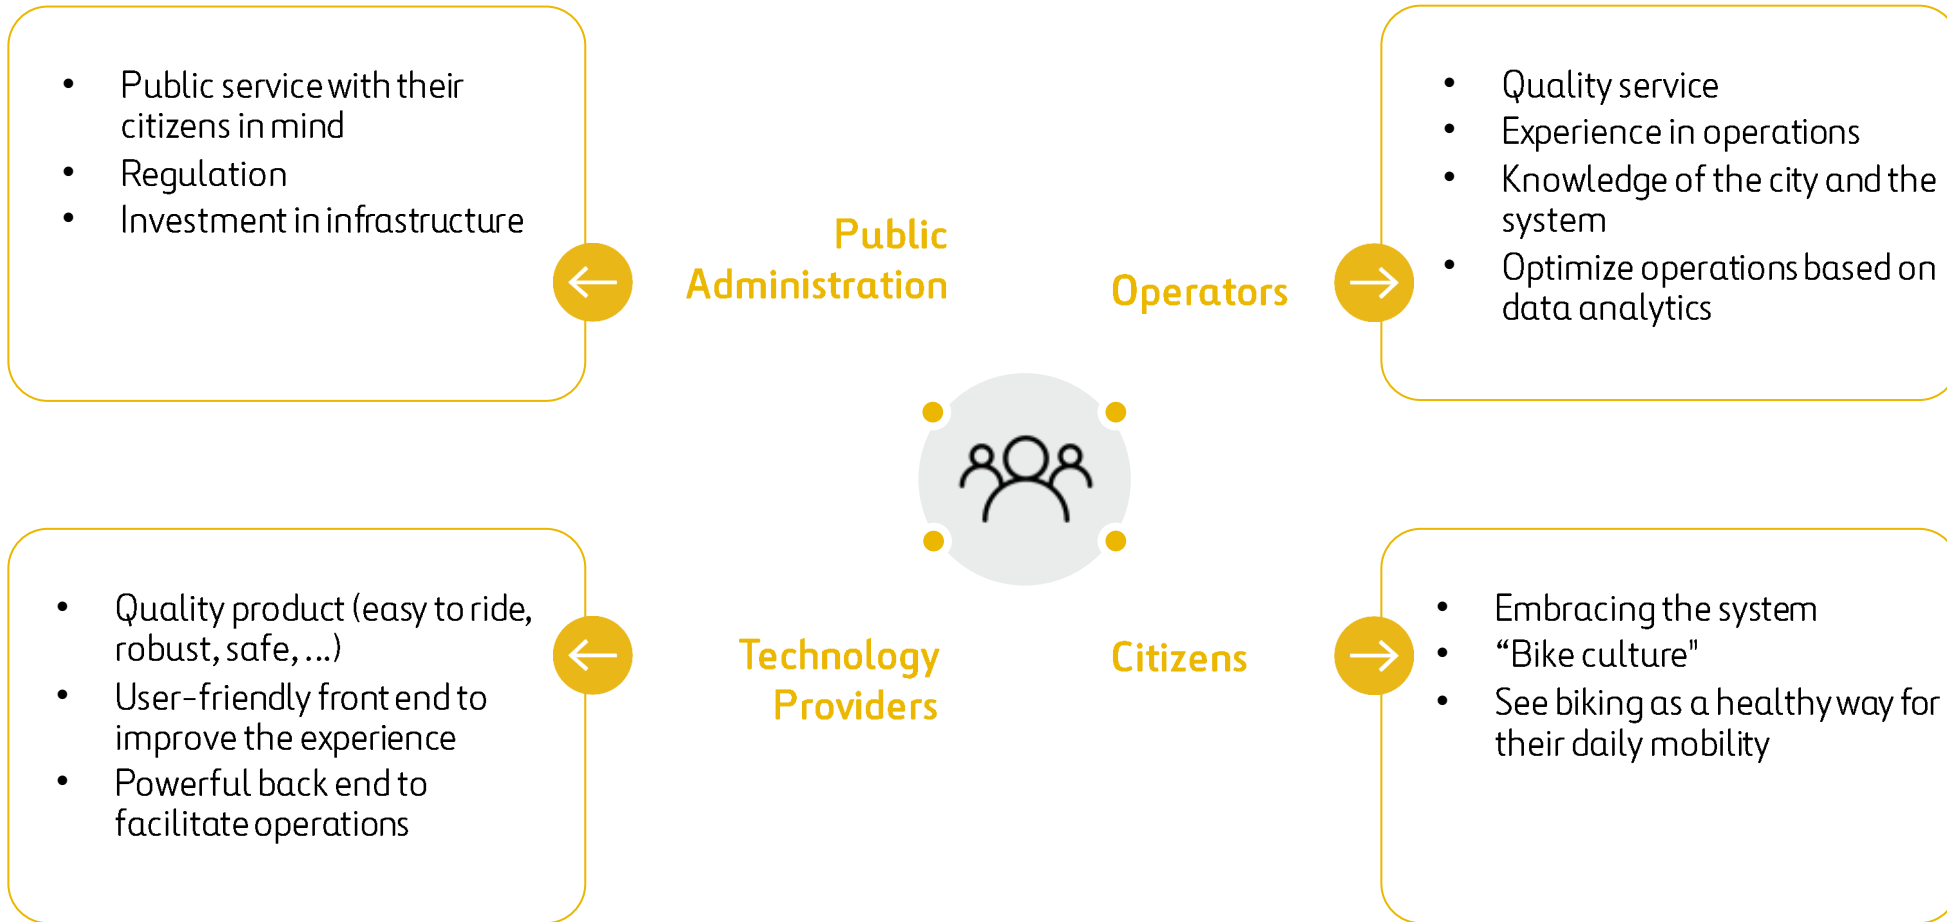 • Public service with their
citizens in mind
• Regulation
• Investment in infrastructure
Public
Administration
Operators
• Quality service
• Experience in operations
• Knowledge of the city and the
system
• Optimize operations based on
data analytics
• Quality product (easy to ride,
robust, safe, ...)
• User-friendly front end to
improve the experience
• Powerful back end to
facilitate operations
Technology
Providers
Citizens
• Embracing the system
• “Bike culture"
• See biking as a healthy way for
their daily mobility